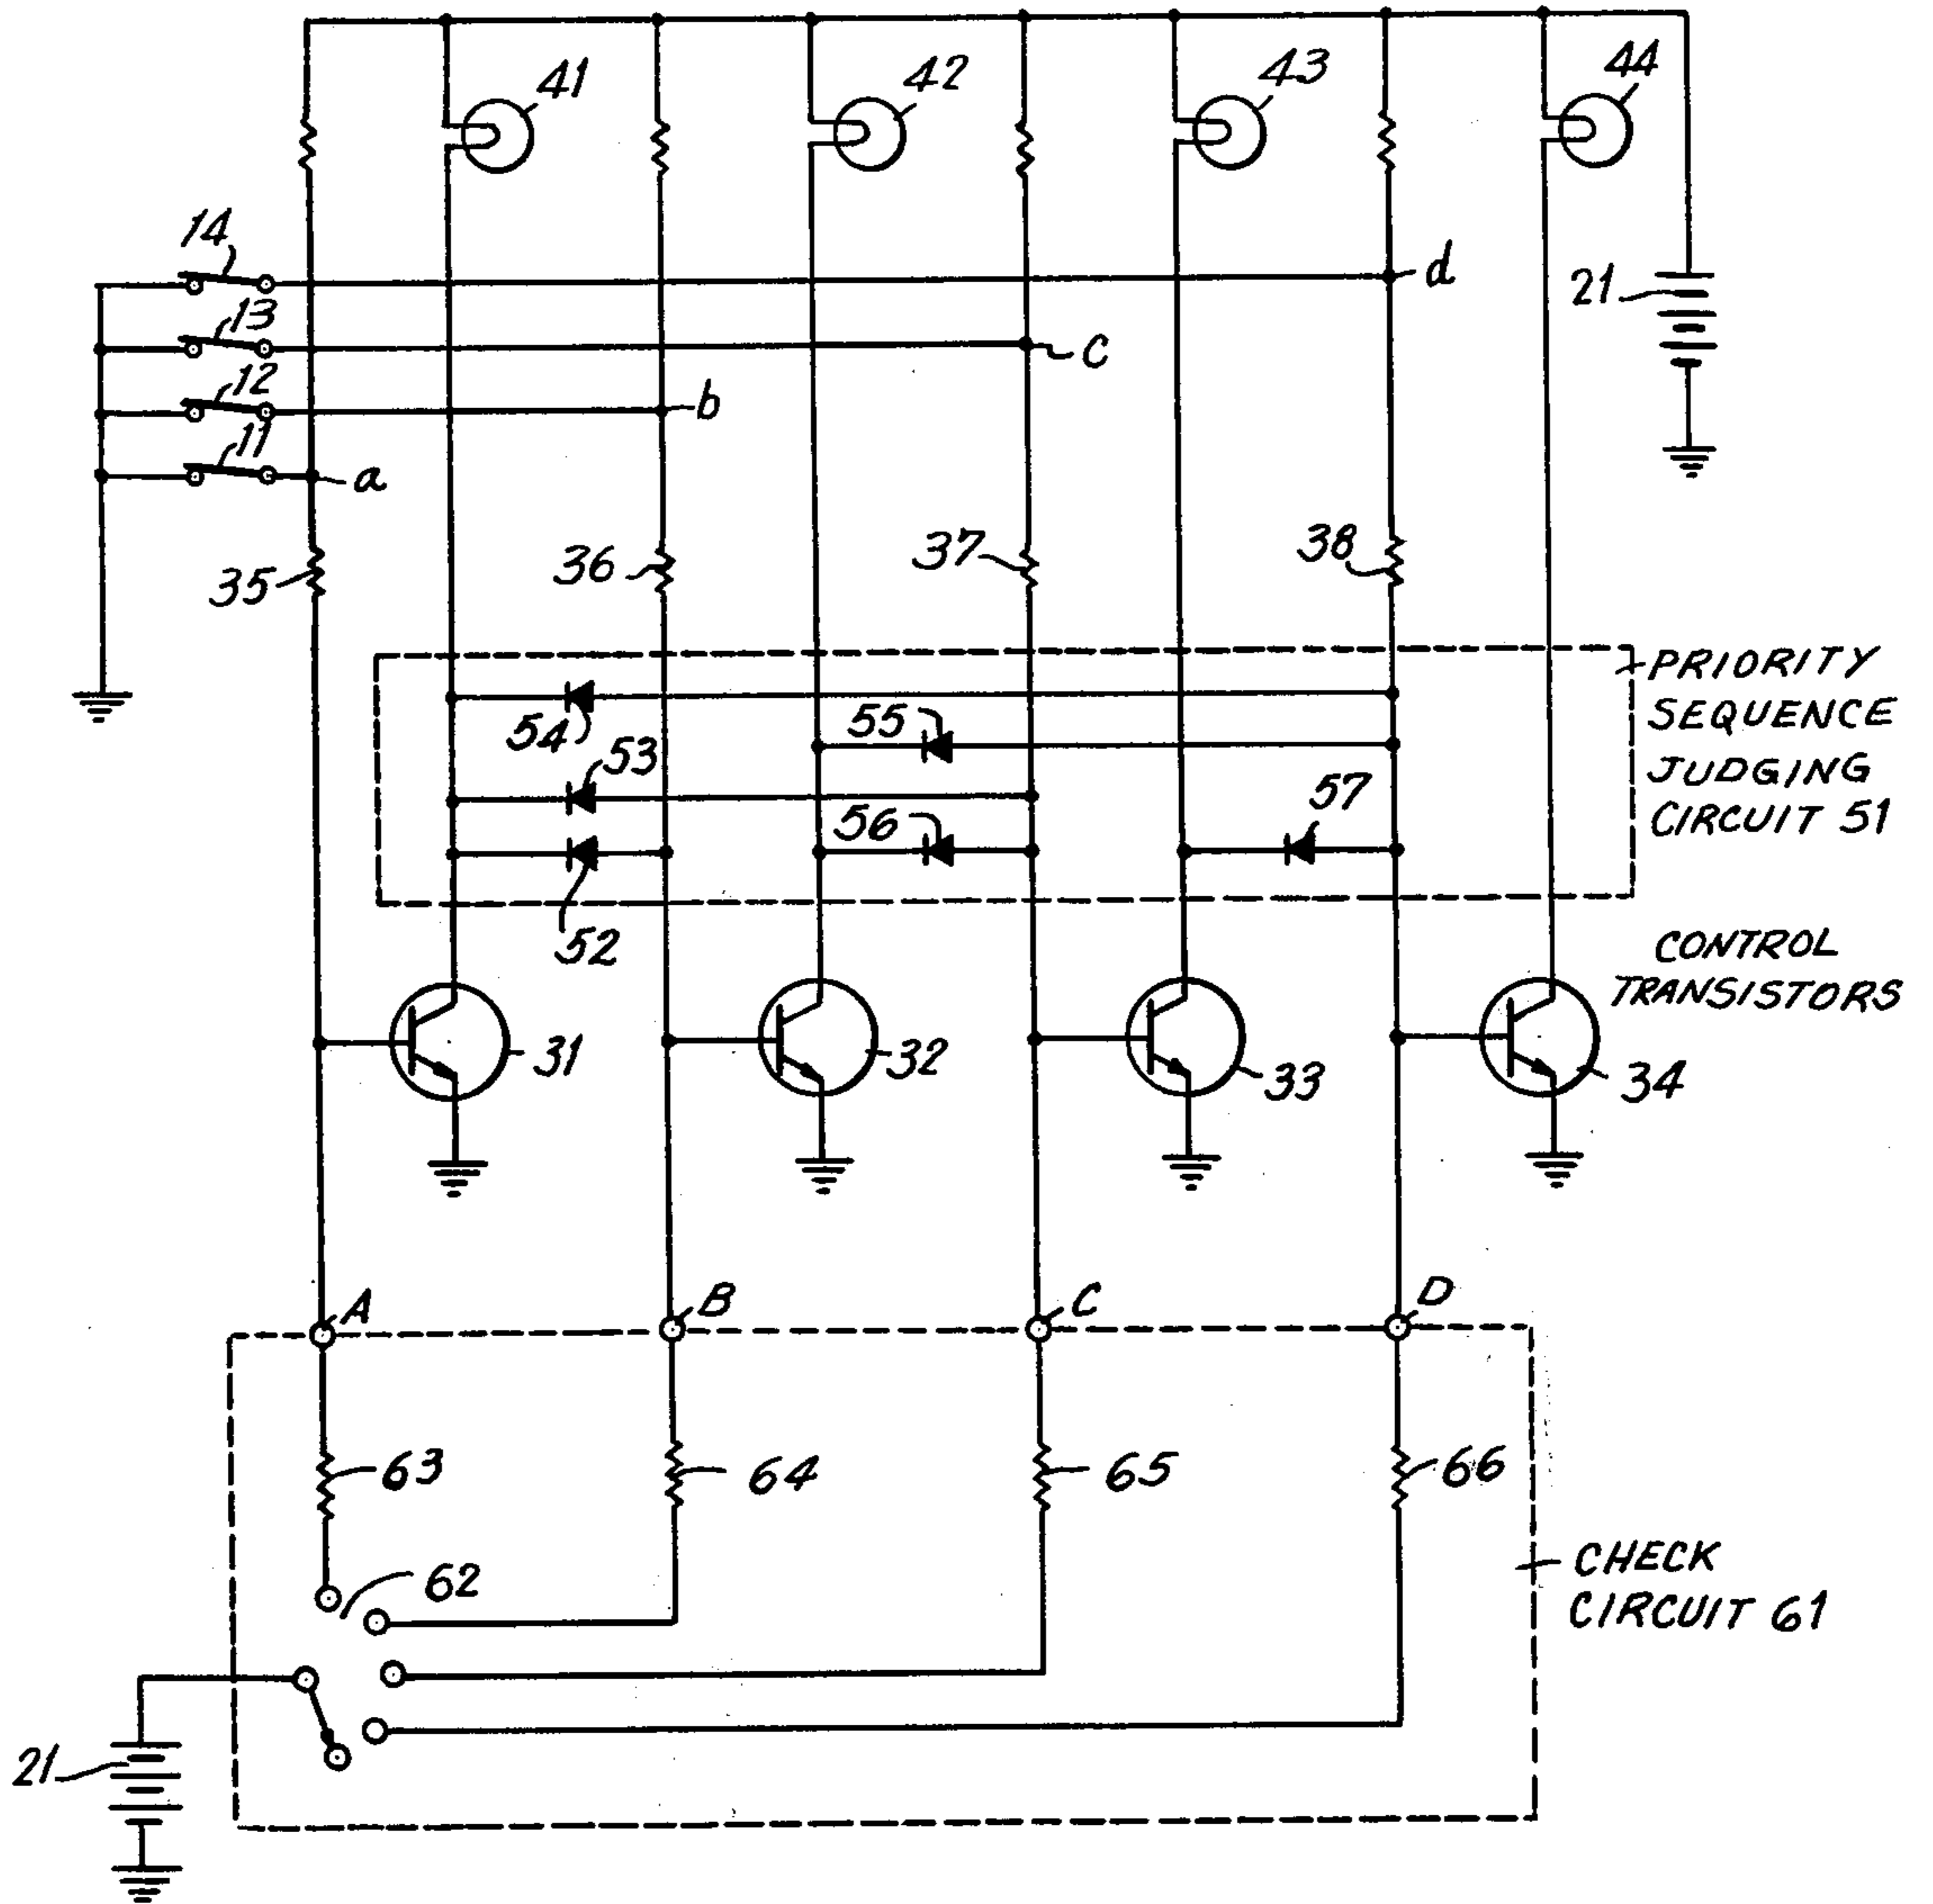 41
42
43
44
14
13
12
11
d
c
b
a
21
35
36
37
38
PRIORITY
SEQUENCE
JUDGING
CIRCUIT 51
54
55
53
56
57
52
CONTROL
TRANSISTORS
31
32
33
34
A
B
C
D
63
64
65
66
62
CHECK
CIRCUIT 61
21